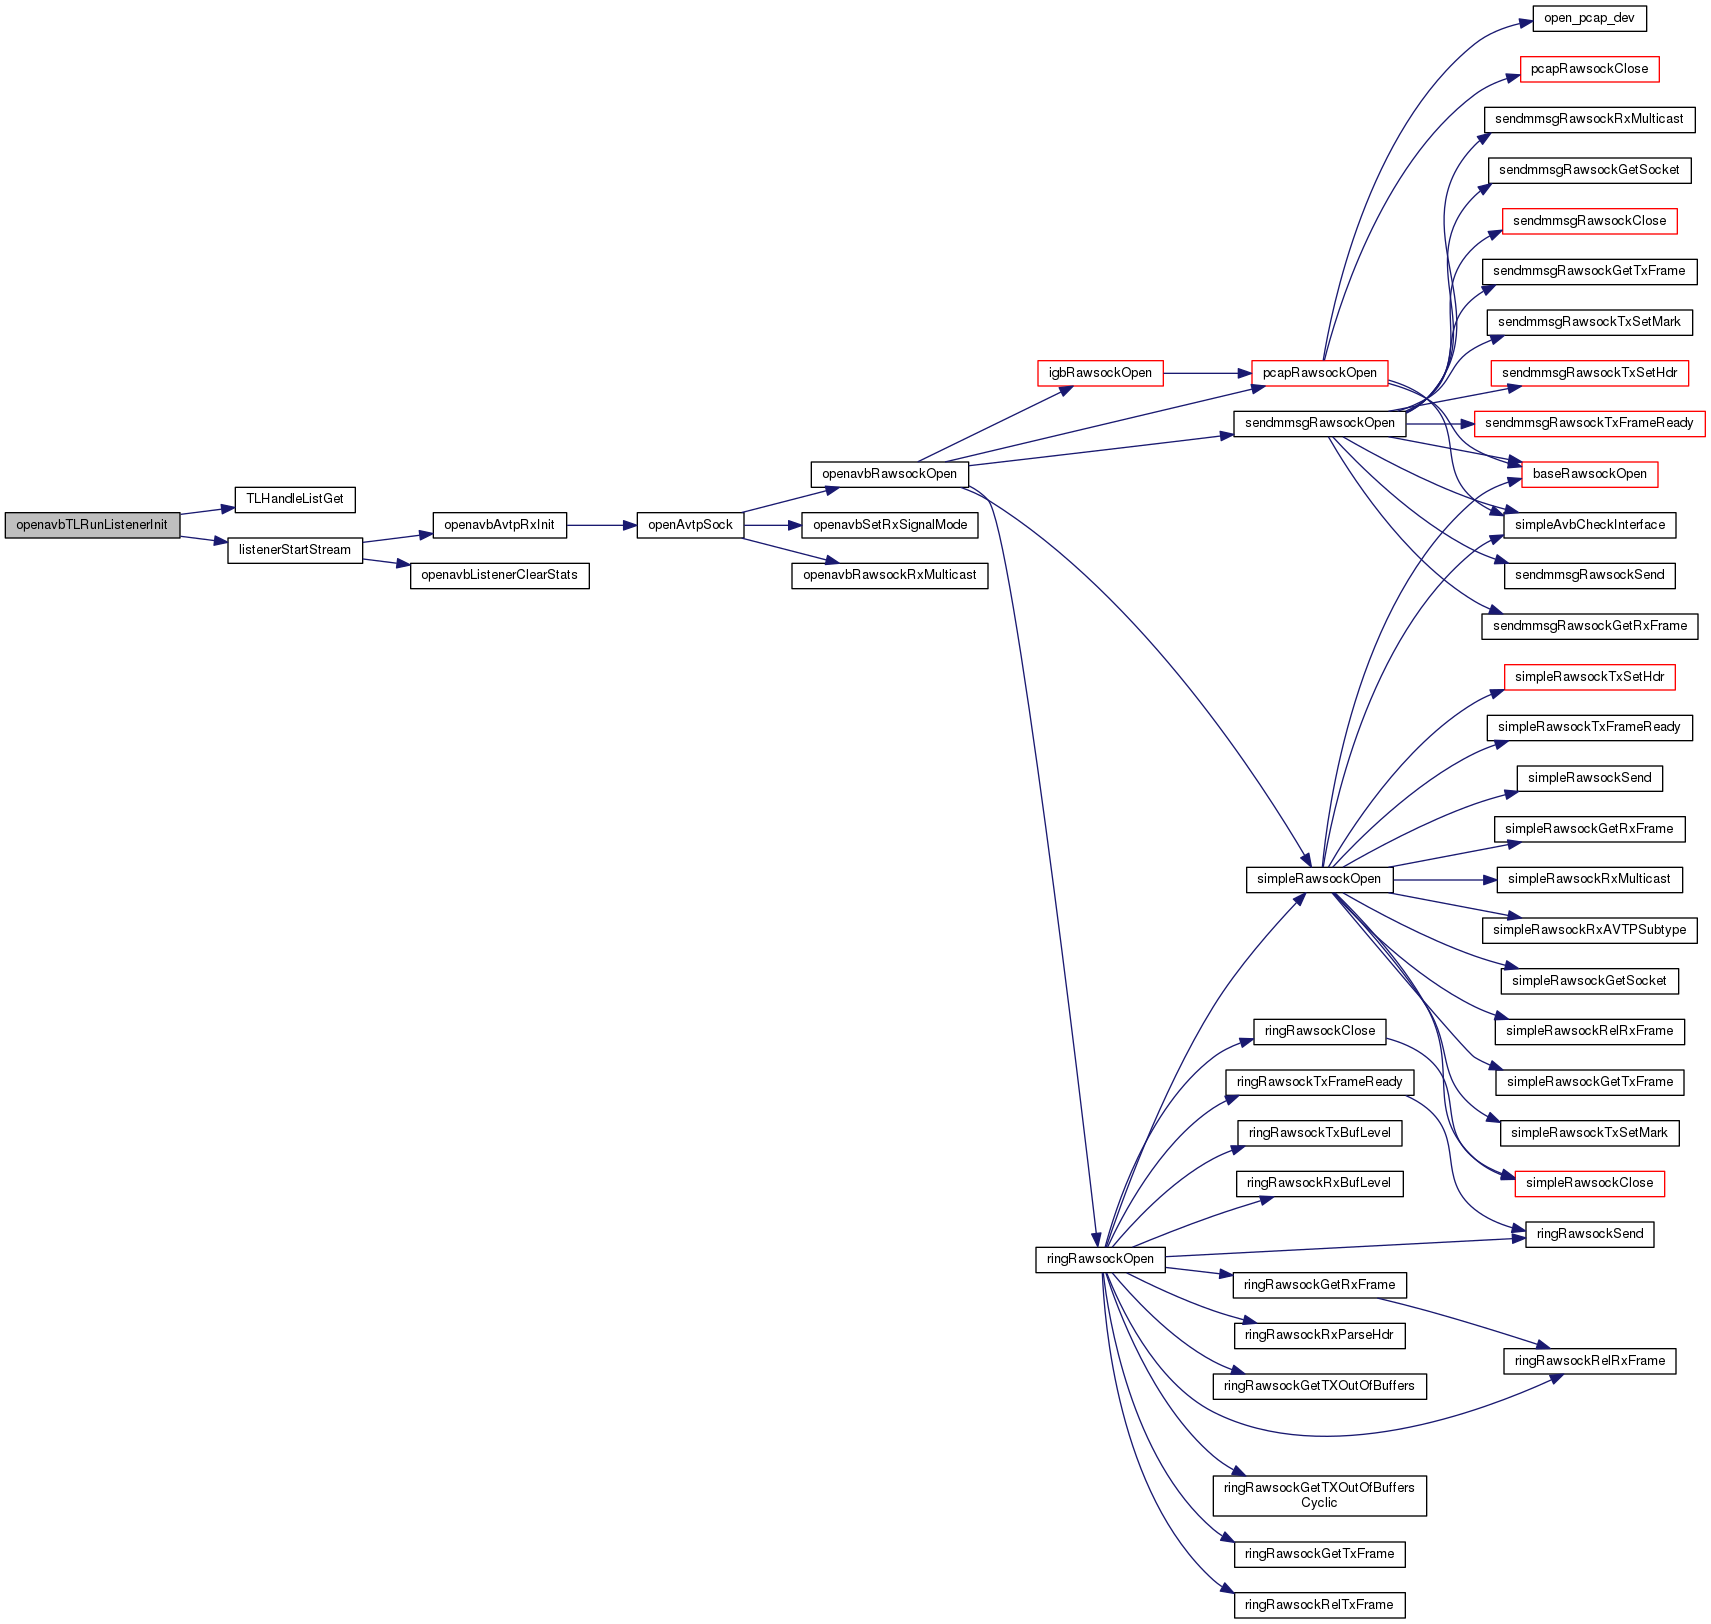 openavbTLRunListenerInit
TLHandleListGet
listenerStartStream
openavbAvtpRxInit
openavbListenerClearStats
openAvtpSock
openavbRawsockOpen
openavbSetRxSignalMode
openavbRawsockRxMulticast
igbRawsockOpen
pcapRawsockOpen
sendmmsgRawsockOpen
simpleRawsockOpen
ringRawsockClose
ringRawsockTxFrameReady
ringRawsockTxBufLevel
ringRawsockRxBufLevel
ringRawsockOpen
ringRawsockGetRxFrame
ringRawsockRxParseHdr
ringRawsockGetTXOutOfBuffers
ringRawsockGetTXOutOfBuffers
Cyclic
ringRawsockGetTxFrame
ringRawsockRelTxFrame
open_pcap_dev
pcapRawsockClose
sendmmsgRawsockRxMulticast
sendmmsgRawsockGetSocket
sendmmsgRawsockClose
sendmmsgRawsockGetTxFrame
sendmmsgRawsockTxSetMark
sendmmsgRawsockTxSetHdr
sendmmsgRawsockTxFrameReady
baseRawsockOpen
simpleAvbCheckInterface
sendmmsgRawsockSend
sendmmsgRawsockGetRxFrame
simpleRawsockTxSetHdr
simpleRawsockTxFrameReady
simpleRawsockSend
simpleRawsockGetRxFrame
simpleRawsockRxMulticast
simpleRawsockRxAVTPSubtype
simpleRawsockGetSocket
simpleRawsockRelRxFrame
simpleRawsockGetTxFrame
simpleRawsockTxSetMark
simpleRawsockClose
ringRawsockSend
ringRawsockRelRxFrame